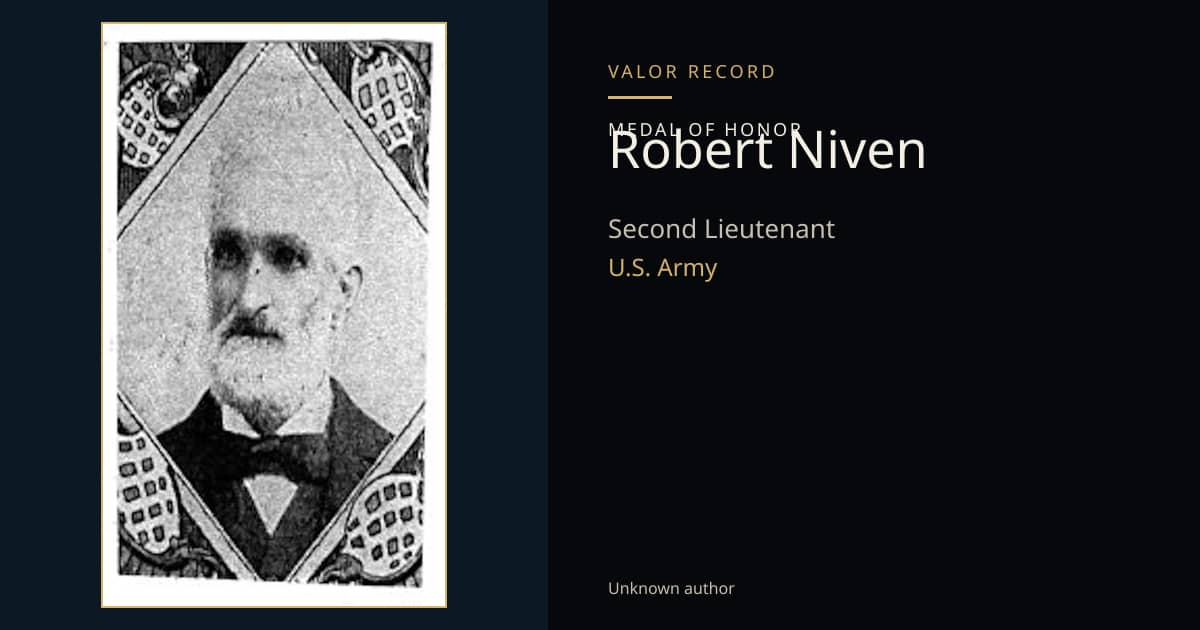 VALOR RECORD
MEDAL OF HONOR
Robert Niven
Second Lieutenant
U.S. Army
Unknown author